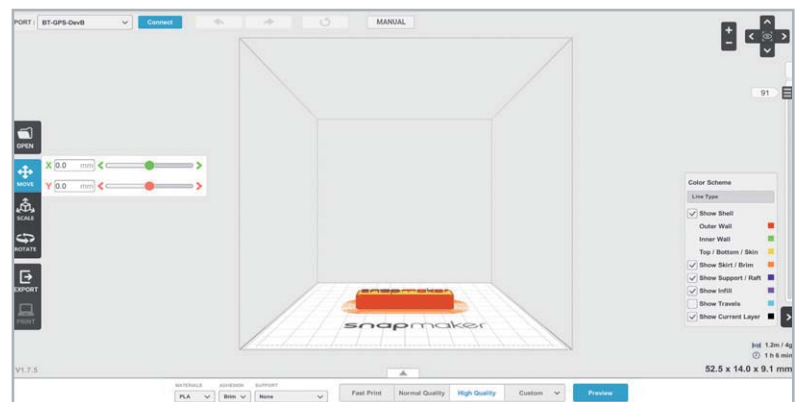 PORT : BT-GPS-DevB Connect MANUAL
+
−
91
OPEN
X 0.0 mm
MOVE
Y 0.0 mm
SCALE
ROTATE
EXPORT
PRINT
Color Scheme
Line Type
Show Shell
Outer Wall
Inner Wall
Top / Bottom / Skin
Show Skirt / Brim
Show Support / Raft
Show Infill
Show Travels
Show Current Layer
snapmaker
snapmaker
1.2m / 4g
1 h 6 min
52.5 x 14.0 x 9.1 mm
V1.7.5
MATERIALS ADHESION SUPPORT
PLA Brim None Fast Print Normal Quality High Quality Custom Preview